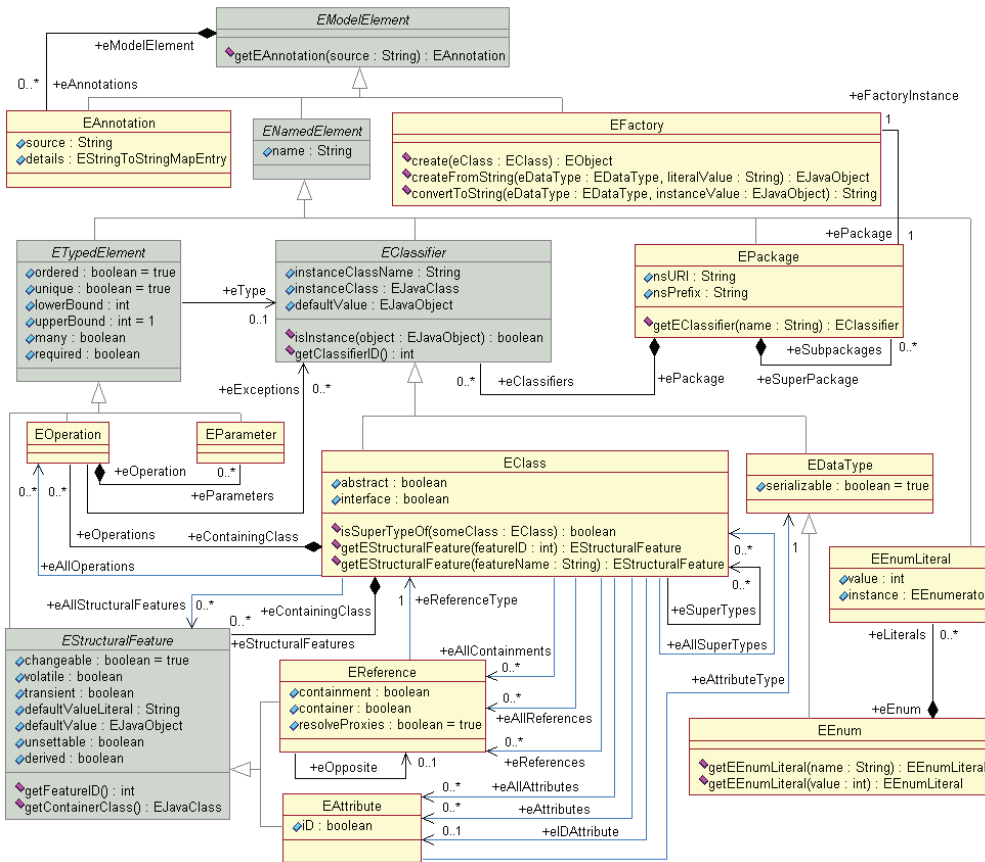 EModelElement
getEAnnotation(source : String) : EAnnotation
+eModelElement
0..*
+eAnnotations
EAnnotation
source : String
details : EStringToStringMapEntry
ENamedElement
name : String
+eFactoryInstance
1
EFactory
create(eClass : EClass) : EObject
createFromString(eDataType : EDataType, literalValue : String) : EJavaObject
convertToString(eDataType : EDataType, instanceValue : EJavaObject) : String
+ePackage
1
ETypedElement
ordered : boolean = true
unique : boolean = true
lowerBound : int
upperBound : int = 1
many : boolean
required : boolean
+eType
0..1
EClassifier
instanceClassName : String
instanceClass : EJavaClass
defaultValue : EJavaObject
isInstance(object : EJavaObject) : boolean
getClassifierID() : int
EPackage
nsURI : String
nsPrefix : String
getEClassifier(name : String) : EClassifier
+eSubpackages
0..*
+eSuperPackage
+eExceptions
0..*
0..*
+eClassifiers
+ePackage
EOperation
EParameter
+eOperation
0..*
+eParameters
0..*
0..*
+eOperations
+eContainingClass
+eAllOperations
EClass
abstract : boolean
interface : boolean
isSuperTypeOf(someClass : EClass) : boolean
getEStructuralFeature(featureID : int) : EStructuralFeature
getEStructuralFeature(featureName : String) : EStructuralFeature
EDataType
serializable : boolean = true
0..*
1
0..*
+eSuperTypes
+eAllSuperTypes
+eAttributeType
EEnumLiteral
value : int
instance : EEnumerato
+eLiterals
0..*
+eEnum
EEnum
getEEnumLiteral(name : String) : EEnumLiteral
getEEnumLiteral(value : int) : EEnumLiteral
+eAllStructuralFeatures
0..*
+eContainingClass
0..*
+eStructuralFeatures
1
+eReferenceType
EStructuralFeature
changeable : boolean = true
volatile : boolean
transient : boolean
defaultValueLiteral : String
defaultValue : EJavaObject
unsettable : boolean
derived : boolean
getFeatureID() : int
getContainerClass() : EJavaClass
EReference
containment : boolean
container : boolean
resolveProxies : boolean = true
+eAllContainments
0..*
0..*
+eAllReferences
0..*
+eReferences
+eOpposite
0..1
EAttribute
iD : boolean
0..*
+eAllAttributes
0..*
+eAttributes
0..1
+eIDAttribute